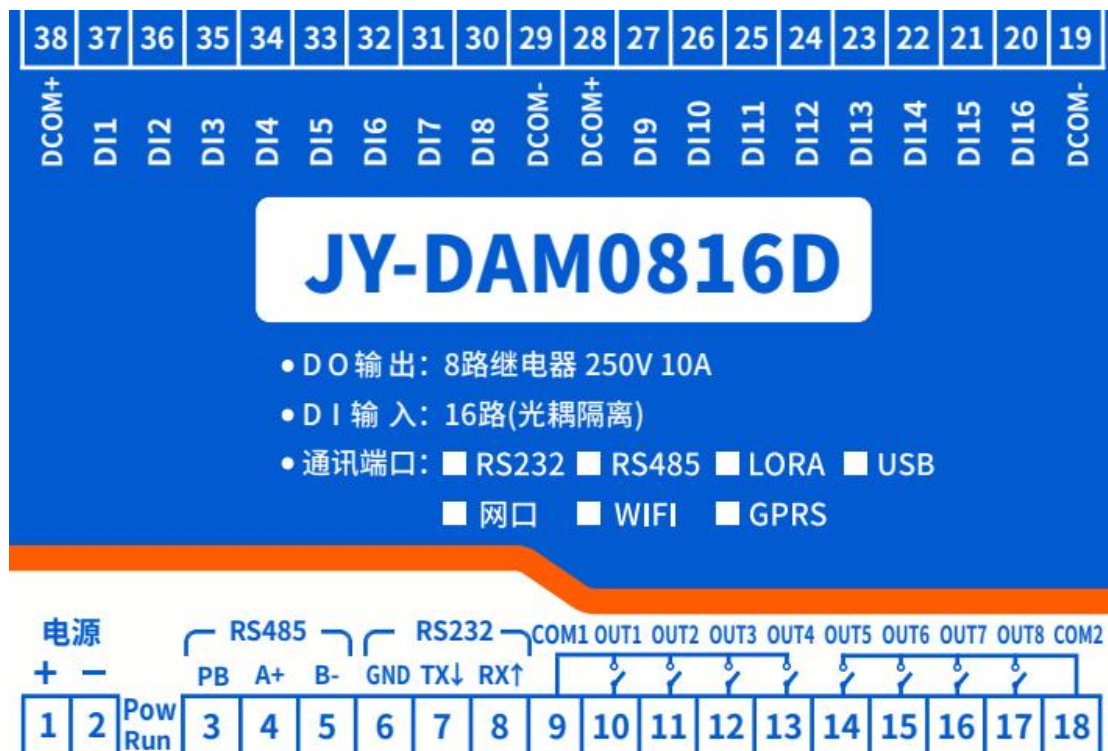 38 37 36 35 34 33 32 31 30 29 28 27 26 25 24 23 22 21 20 19
DCOM+ DI1 DI2 DI3 DI4 DI5 DI6 DI7 DI8 DCOM- DCOM+ DI9 DI10 DI11 DI12 DI13 DI14 DI15 DI16 DCOM-
JY-DAM0816D
●DO输出：8路继电器 250V 10A
●DI输入：16路(光耦隔离)
●通讯端口：■ RS232 ■ RS485 ■ LORA ■ USB
■ 网口 ■ WIFI ■ GPRS
电源 RS485 RS232 COM1 OUT1 OUT2 OUT3 OUT4 OUT5 OUT6 OUT7 OUT8 COM2
+ − PB A+ B- GND TX↓ RX↑
1 2 Pow Run 3 4 5 6 7 8 9 10 11 12 13 14 15 16 17 18